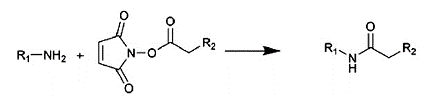 R1–NH2 + O N O O O R2 R1 N H O R2